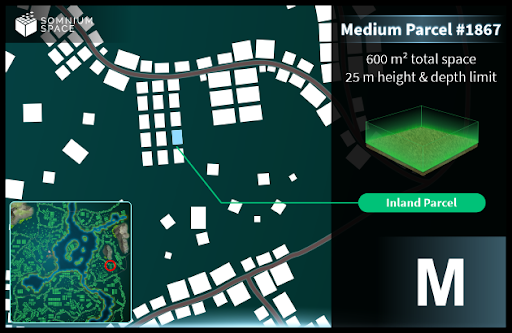 SOMNIUM
SPACE
Medium Parcel #1867
600 m² total space
25 m height & depth limit
Inland Parcel
M